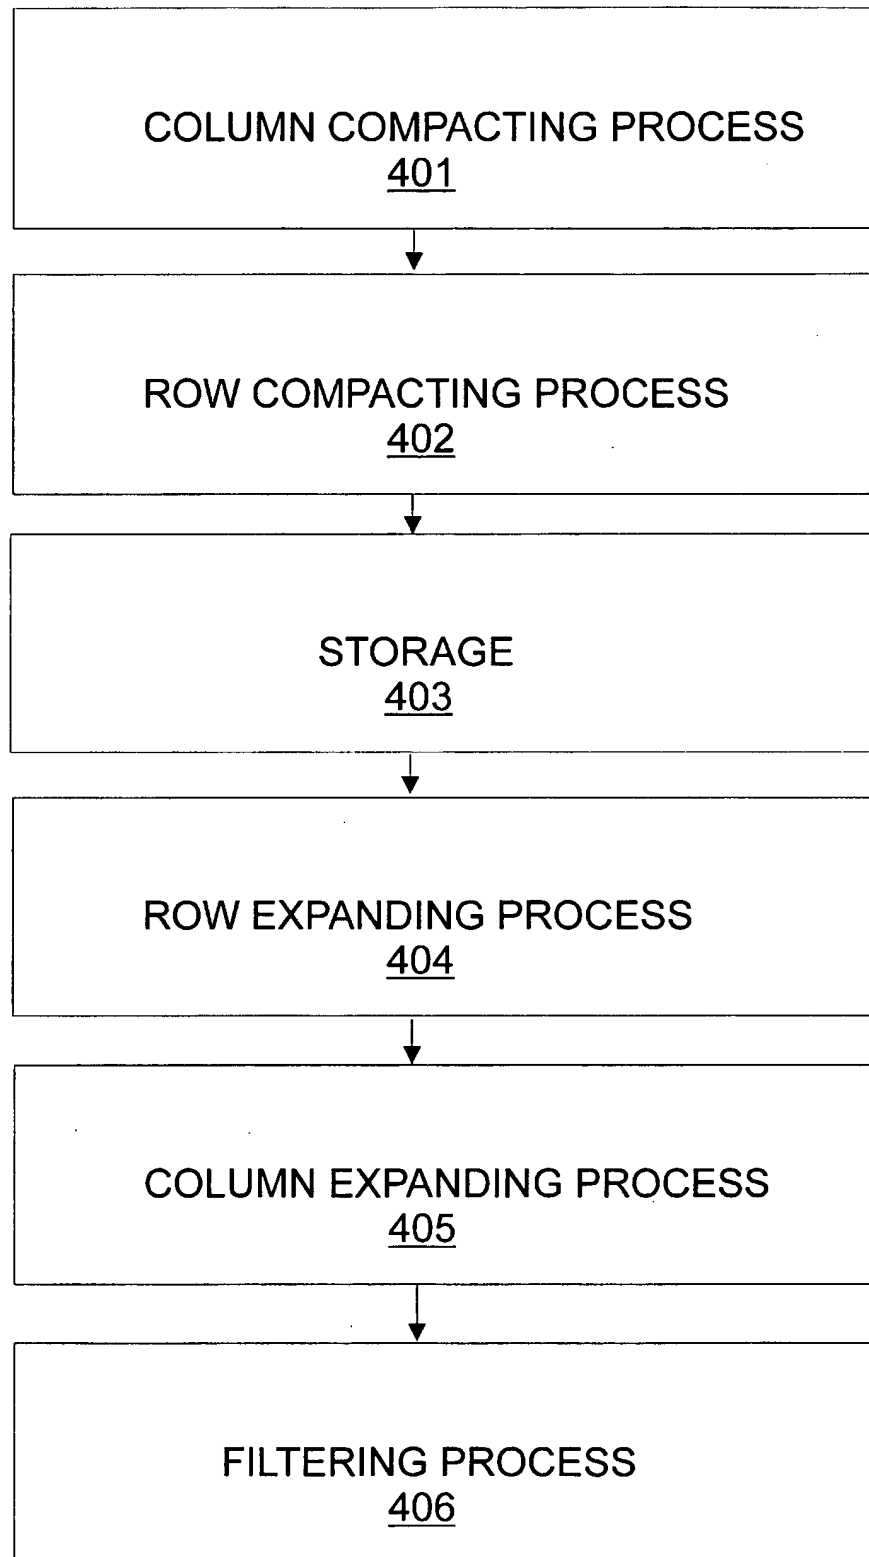 COLUMN COMPACTING PROCESS
401
ROW COMPACTING PROCESS
402
STORAGE
403
ROW EXPANDING PROCESS
404
COLUMN EXPANDING PROCESS
405
FILTERING PROCESS
406